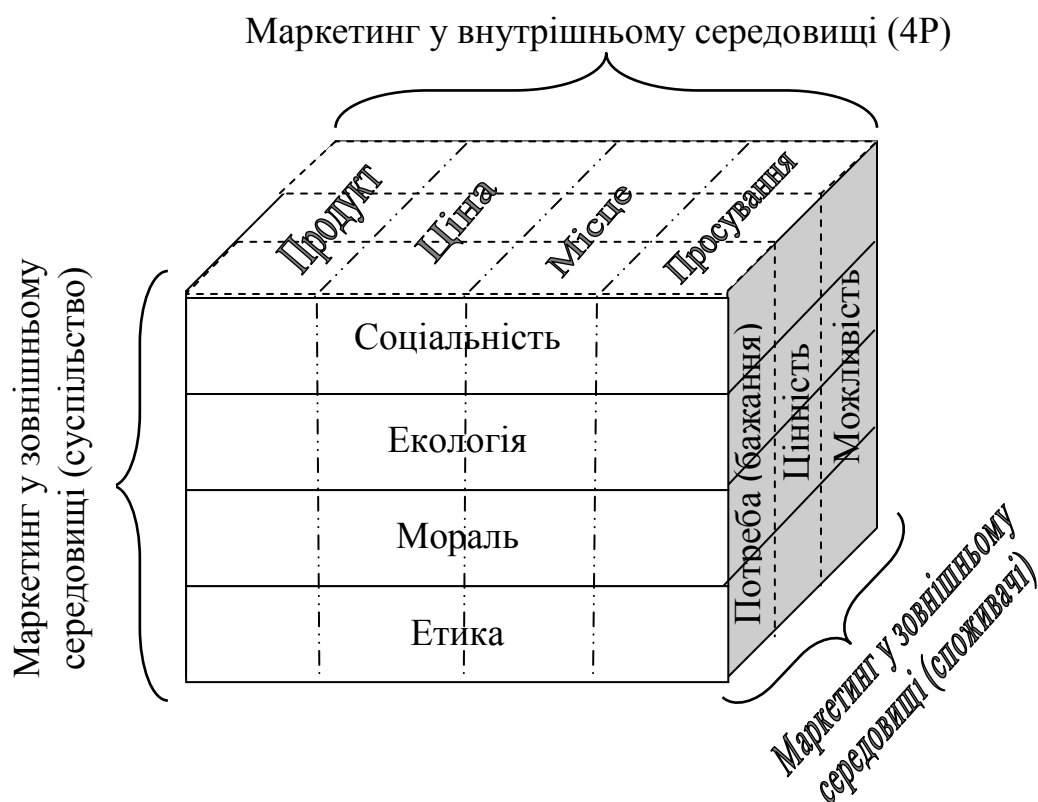 Маркетинг у внутрішньому середовищі (4Р)
Продукт
Ціна
Місце
Просування
Маркетинг у зовнішньому
середовищі (суспільство)
Соціальність
Екологія
Мораль
Етика
Потреба (бажання)
Цінність
Можливість
Маркетинг у зовнішньому
середовищі (споживачі)